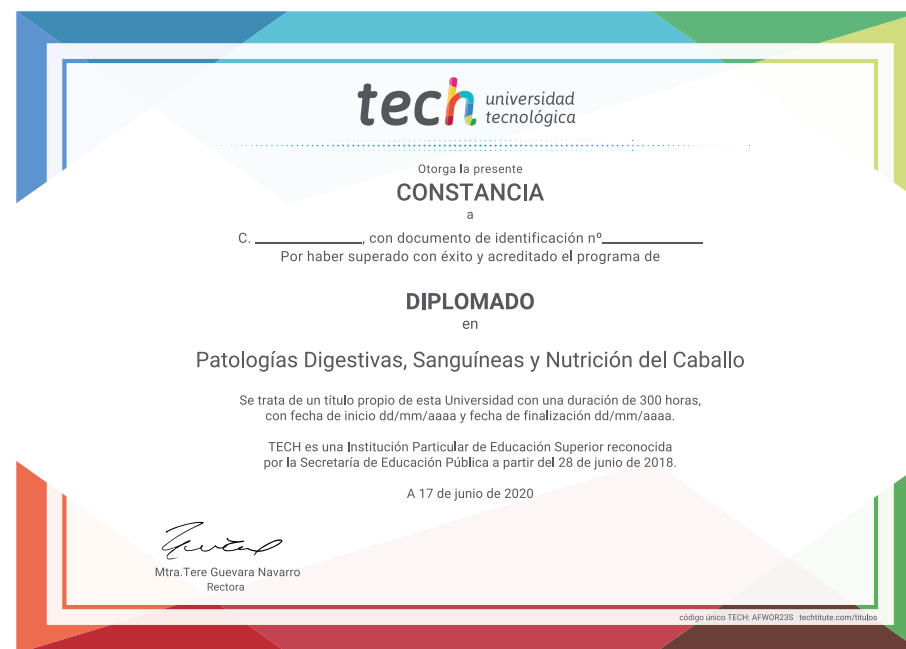 tech universidad
tecnológica
Otorga la presente
CONSTANCIA
a
C. ____________, con documento de identificación nº____________
Por haber superado con éxito y acreditado el programa de
DIPLOMADO
en
Patologías Digestivas, Sanguíneas y Nutrición del Caballo
Se trata de un título propio de esta Universidad con una duración de 300 horas,
con fecha de inicio dd/mm/aaaa y fecha de finalización dd/mm/aaaa.
TECH es una Institución Particular de Educación Superior reconocida
por la Secretaría de Educación Pública a partir del 28 de junio de 2018.
A 17 de junio de 2020
Mtra.Tere Guevara Navarro
Rectora
código único TECH: AFWOR23S techtitute.com/titulos